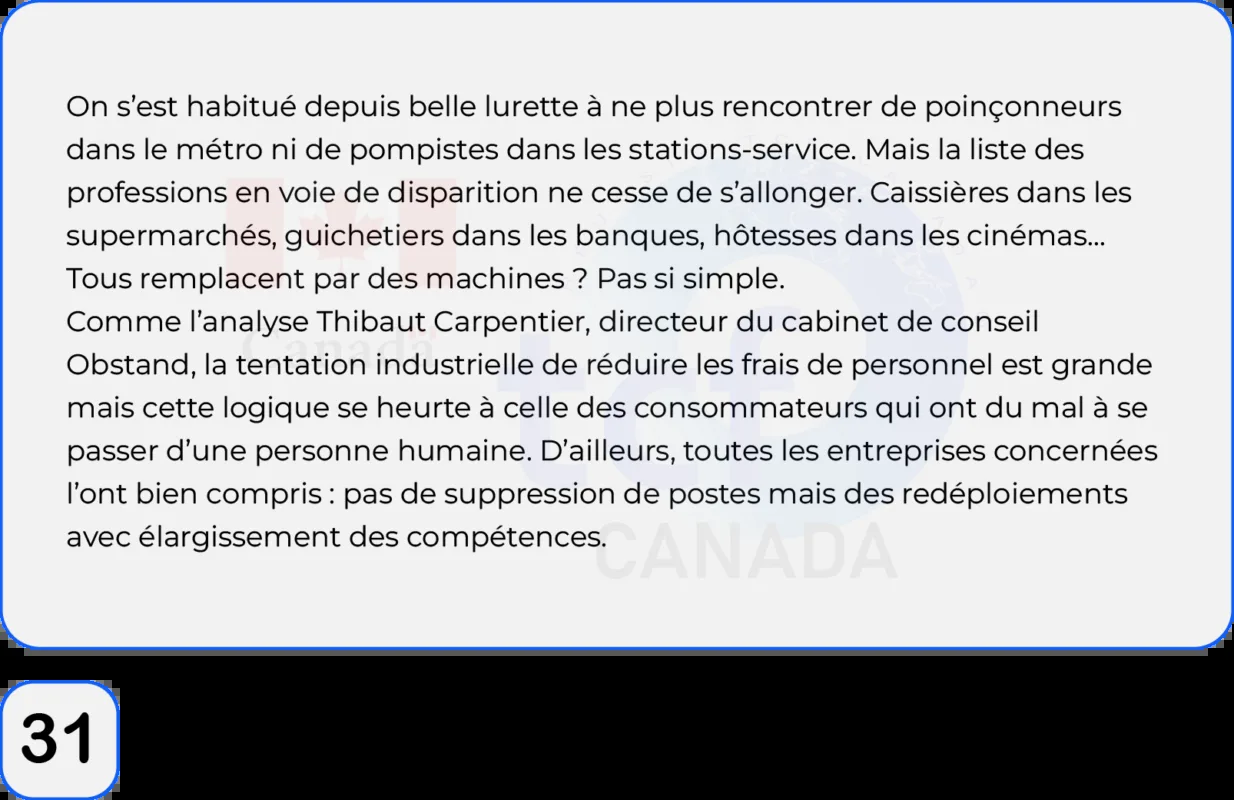 On s’est habitué depuis belle lurette à ne plus rencontrer de poinçonneurs
dans le métro ni de pompistes dans les stations-service. Mais la liste des
professions en voie de disparition ne cesse de s’allonger. Caissières dans les
supermarchés, guichetiers dans les banques, hôtesses dans les cinémas...
Tous remplacent par des machines ? Pas si simple.
Comme l’analyse Thibaut Carpentier, directeur du cabinet de conseil
Obstand, la tentation industrielle de réduire les frais de personnel est grande
mais cette logique se heurte à celle des consommateurs qui ont du mal à se
passer d’une personne humaine. D’ailleurs, toutes les entreprises concernées
l’ont bien compris : pas de suppression de postes mais des redéploiements
avec élargissement des compétences.
Canada
tcf
CANADA
31